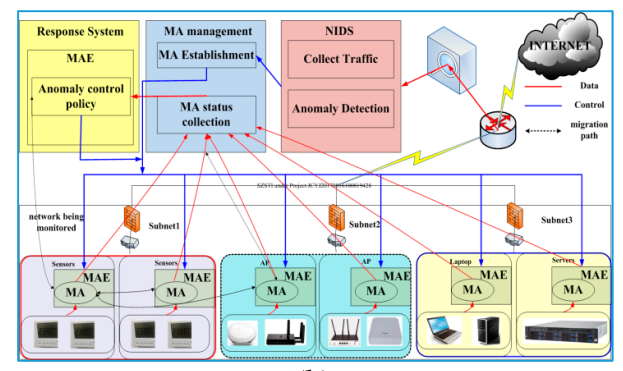 Response System
MAE
Anomaly control
policy
MA management
MA Establishment
MA status
collection
NIDS
Collect Traffic
Anomaly Detection
INTERNET
Data
Control
migration
path
network being
monitored
Subnet1
Subnet2
Subnet3
Sensors
MAE
MA
Sensors
MAE
MA
AP
MAE
MA
AP
MAE
MA
Laptop
MAE
MA
Servers
MAE
MA